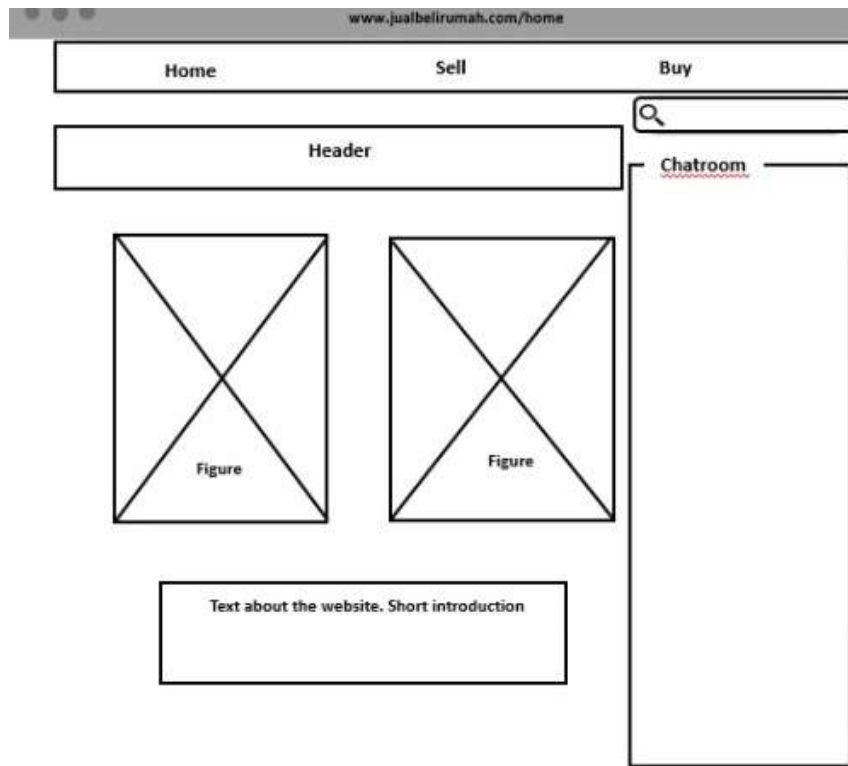 www.jualbelirumah.com/home
Home Sell Buy
Header
Chatroom
Figure
Figure
Text about the website. Short introduction